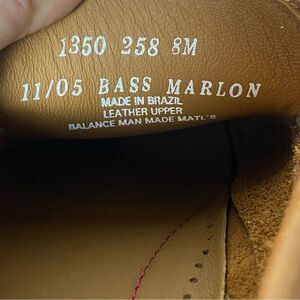 1350 258 8M
11/05 BASS MARLON
MADE IN BRAZIL
LEATHER UPPER
BALANCE MAN MADE MATL'S